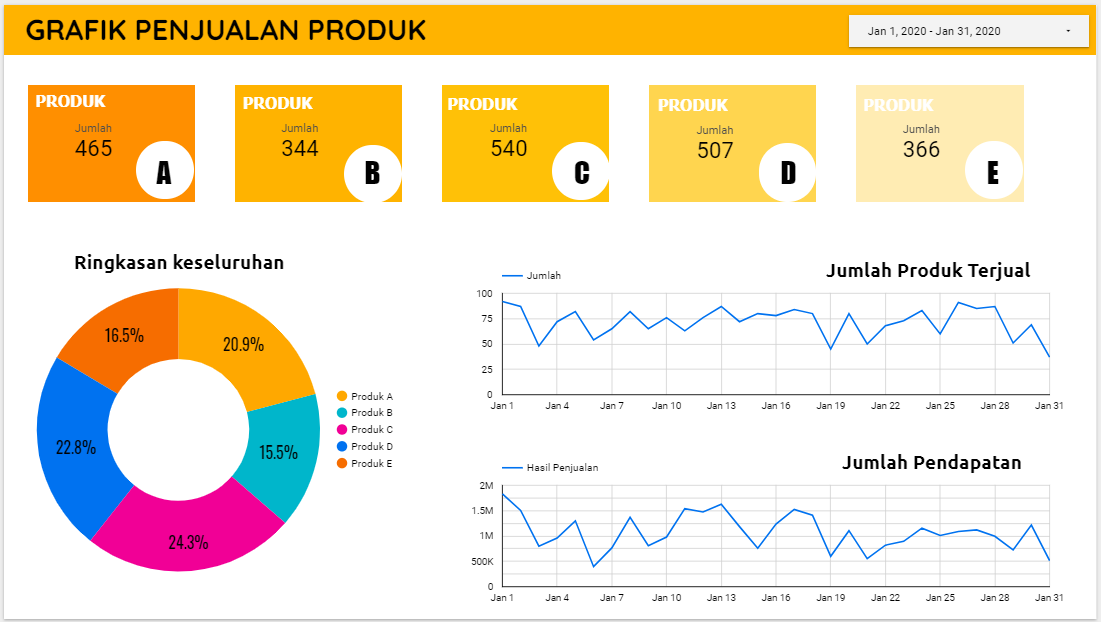 GRAFIK PENJUALAN PRODUK
Jan 1, 2020 - Jan 31, 2020
PRODUK
Jumlah
465
A
PRODUK
Jumlah
344
B
PRODUK
Jumlah
540
C
PRODUK
Jumlah
507
D
PRODUK
Jumlah
366
E
Ringkasan keseluruhan
16.5%
20.9%
22.8%
15.5%
24.3%
Produk A
Produk B
Produk C
Produk D
Produk E
Jumlah
Jumlah Produk Terjual
100
75
50
25
0
Jan 1 Jan 4 Jan 7 Jan 10 Jan 13 Jan 16 Jan 19 Jan 22 Jan 25 Jan 28 Jan 31
Hasil Penjualan
Jumlah Pendapatan
2M
1.5M
1M
500K
0
Jan 1 Jan 4 Jan 7 Jan 10 Jan 13 Jan 16 Jan 19 Jan 22 Jan 25 Jan 28 Jan 31